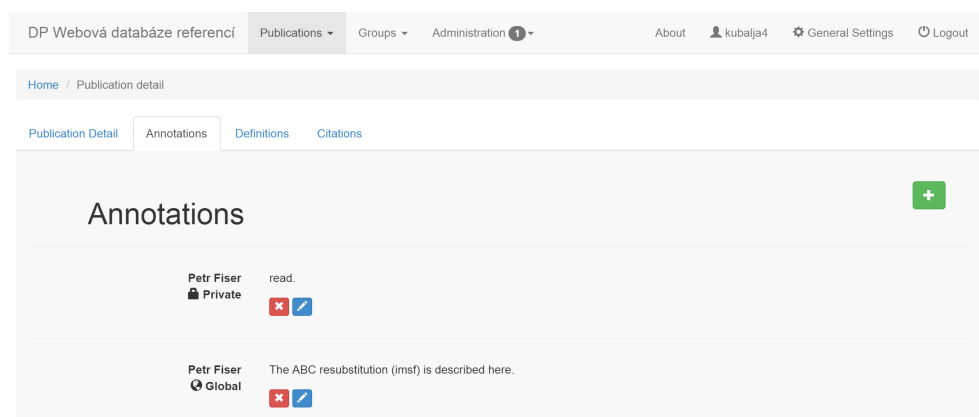 DP Webová databáze referencí Publications Groups Administration 1 About kubalja4 General Settings Logout
Home / Publication detail
Publication Detail Annotations Definitions Citations
Annotations
Petr Fiser read.
Private
Petr Fiser The ABC resubstitution (imsf) is described here.
Global